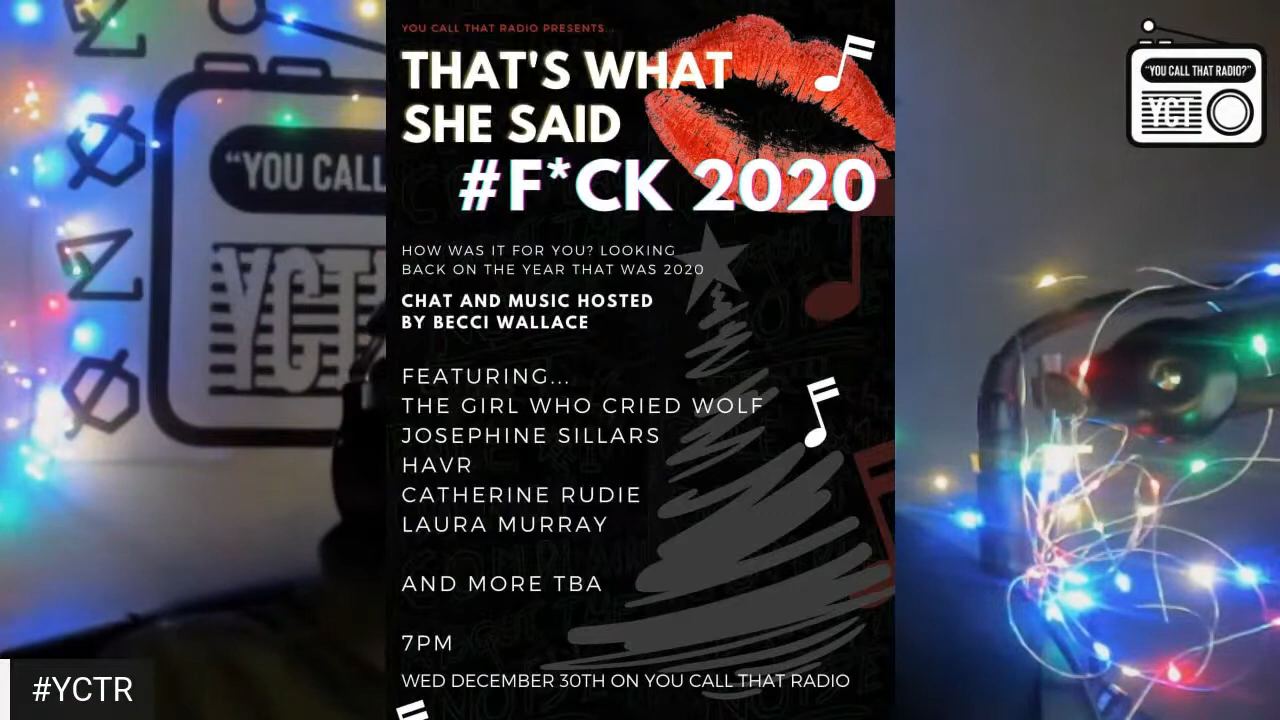 YOU CALL THAT RADIO PRESENTS...
THAT'S WHAT
SHE SAID
#F*CK 2020
HOW WAS IT FOR YOU? LOOKING
BACK ON THE YEAR THAT WAS 2020
CHAT AND MUSIC HOSTED
BY BECCI WALLACE
FEATURING...
THE GIRL WHO CRIED WOLF
JOSEPHINE SILLARS
HAVR
CATHERINE RUDIE
LAURA MURRAY
AND MORE TBA
7PM
WED DECEMBER 30TH ON YOU CALL THAT RADIO
"YOU CALL THAT RADIO?"
YCT
"YOU CALL
YCT
#YCTR